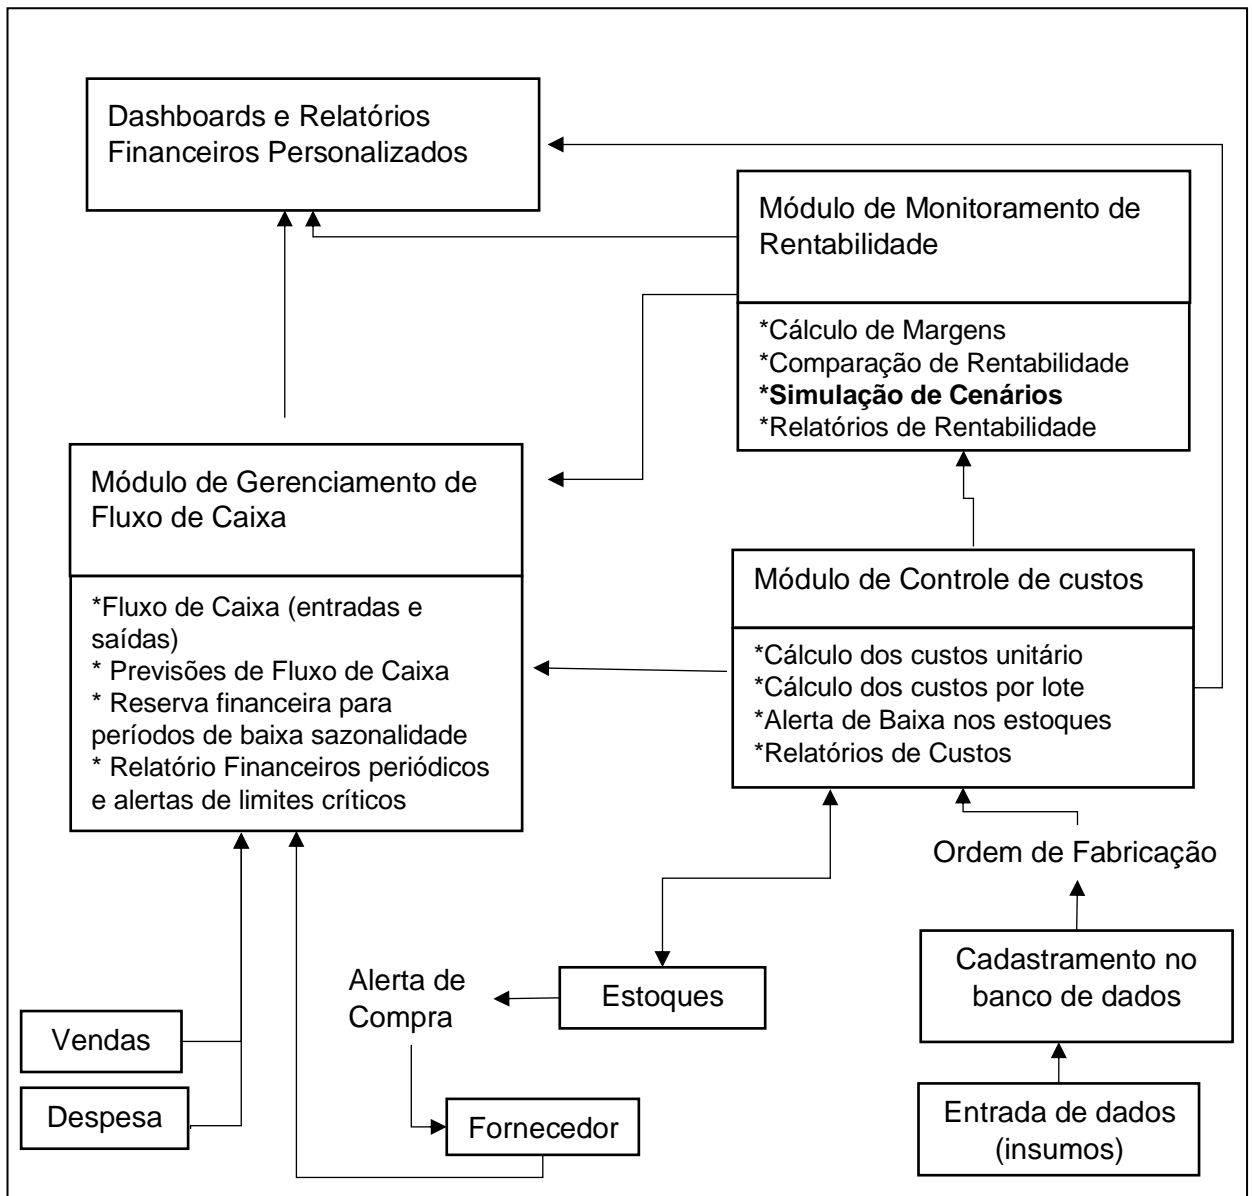 Dashboards e Relatórios
Financeiros Personalizados
Módulo de Monitoramento de
Rentabilidade
*Cálculo de Margens
*Comparação de Rentabilidade
*Simulação de Cenários
*Relatórios de Rentabilidade
Módulo de Gerenciamento de
Fluxo de Caixa
*Fluxo de Caixa (entradas e
saídas)
* Previsões de Fluxo de Caixa
* Reserva financeira para
períodos de baixa sazonalidade
* Relatório Financeiros periódicos
e alertas de limites críticos
Módulo de Controle de custos
*Cálculo dos custos unitário
*Cálculo dos custos por lote
*Alerta de Baixa nos estoques
*Relatórios de Custos
Ordem de Fabricação
Cadastramento no
banco de dados
Entrada de dados
(insumos)
Estoques
Alerta de
Compra
Fornecedor
Vendas
Despesa